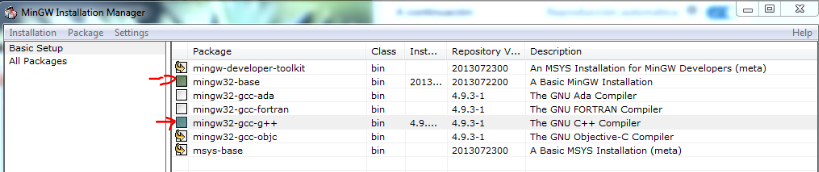 MinGW Installation Manager
Installation Package Settings Help
Basic Setup
All Packages
Package Class Inst... Repository V... Description
mingw-developer-toolkit bin 2013072300 An MSYS Installation for MinGW Developers (meta)
mingw32-base bin 2013... 2013072200 A Basic MinGW Installation
mingw32-gcc-ada bin 4.9.3-1 The GNU Ada Compiler
mingw32-gcc-fortran bin 4.9.3-1 The GNU FORTRAN Compiler
mingw32-gcc-g++ bin 4.9.... 4.9.3-1 The GNU C++ Compiler
mingw32-gcc-objc bin 4.9.3-1 The GNU Objective-C Compiler
msys-base bin 2013072300 A Basic MSYS Installation (meta)